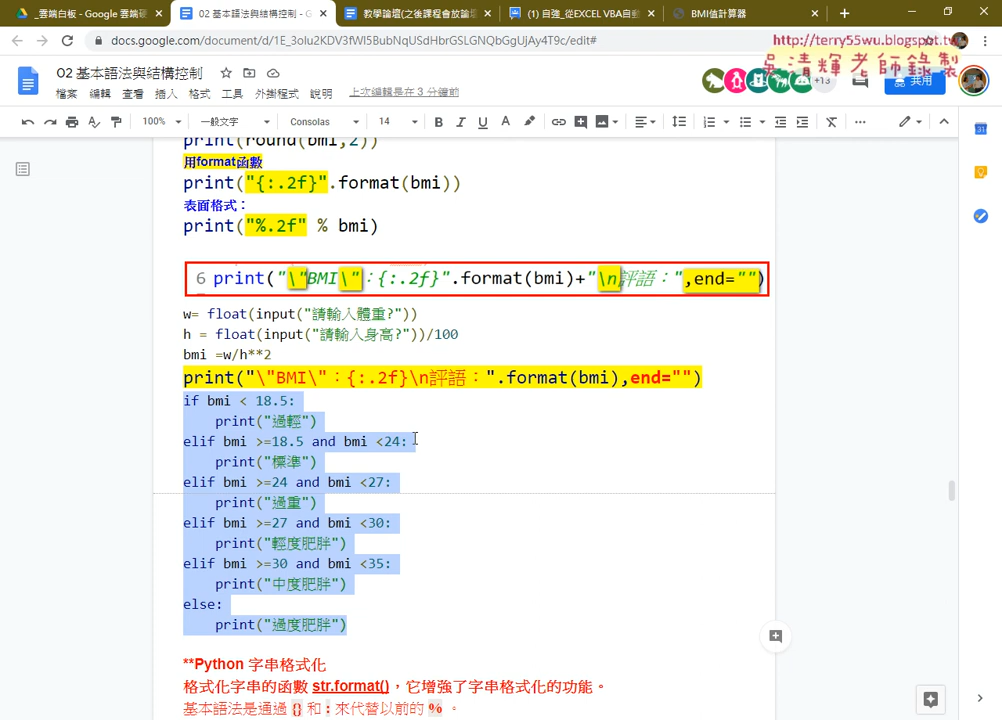 _雲端白板 - Google 雲端硬
02 基本語法與結構控制 - G
教學論壇(之後課程會放論壇
(1) 自強_從EXCEL VBA自動
BMI值計算器
docs.google.com/document/d/1E_3olu2KDV3fWI5BubNqUSdHbrGSLGNQbGgUjAy4T9c/edit#
http://terry55wu.blogspot.tw
吳清輝老師錄製
02 基本語法與結構控制
檔案 編輯 查看 插入 格式 工具 外掛程式 說明 上次編輯是在 3 分鐘前
+13
共用
100% 一般文字 Consolas 14 B I U A
print(round(bmi,2))
用format函數
print("{:.2f}".format(bmi))
表面格式：
print("%.2f" % bmi)
6 print("\"BMI\"：{:.2f}".format(bmi)+"\n評語：",end="")
w= float(input("請輸入體重?"))
h = float(input("請輸入身高?"))/100
bmi =w/h**2
print("\"BMI\"：{:.2f}\n評語：".format(bmi),end="")
if bmi < 18.5:
    print("過輕")
elif bmi >=18.5 and bmi <24:
    print("標準")
elif bmi >=24 and bmi <27:
    print("過重")
elif bmi >=27 and bmi <30:
    print("輕度肥胖")
elif bmi >=30 and bmi <35:
    print("中度肥胖")
else:
    print("過度肥胖")
**Python 字串格式化
格式化字串的函數 str.format()，它增強了字串格式化的功能。
基本語法是通過 {} 和 : 來代替以前的 % 。